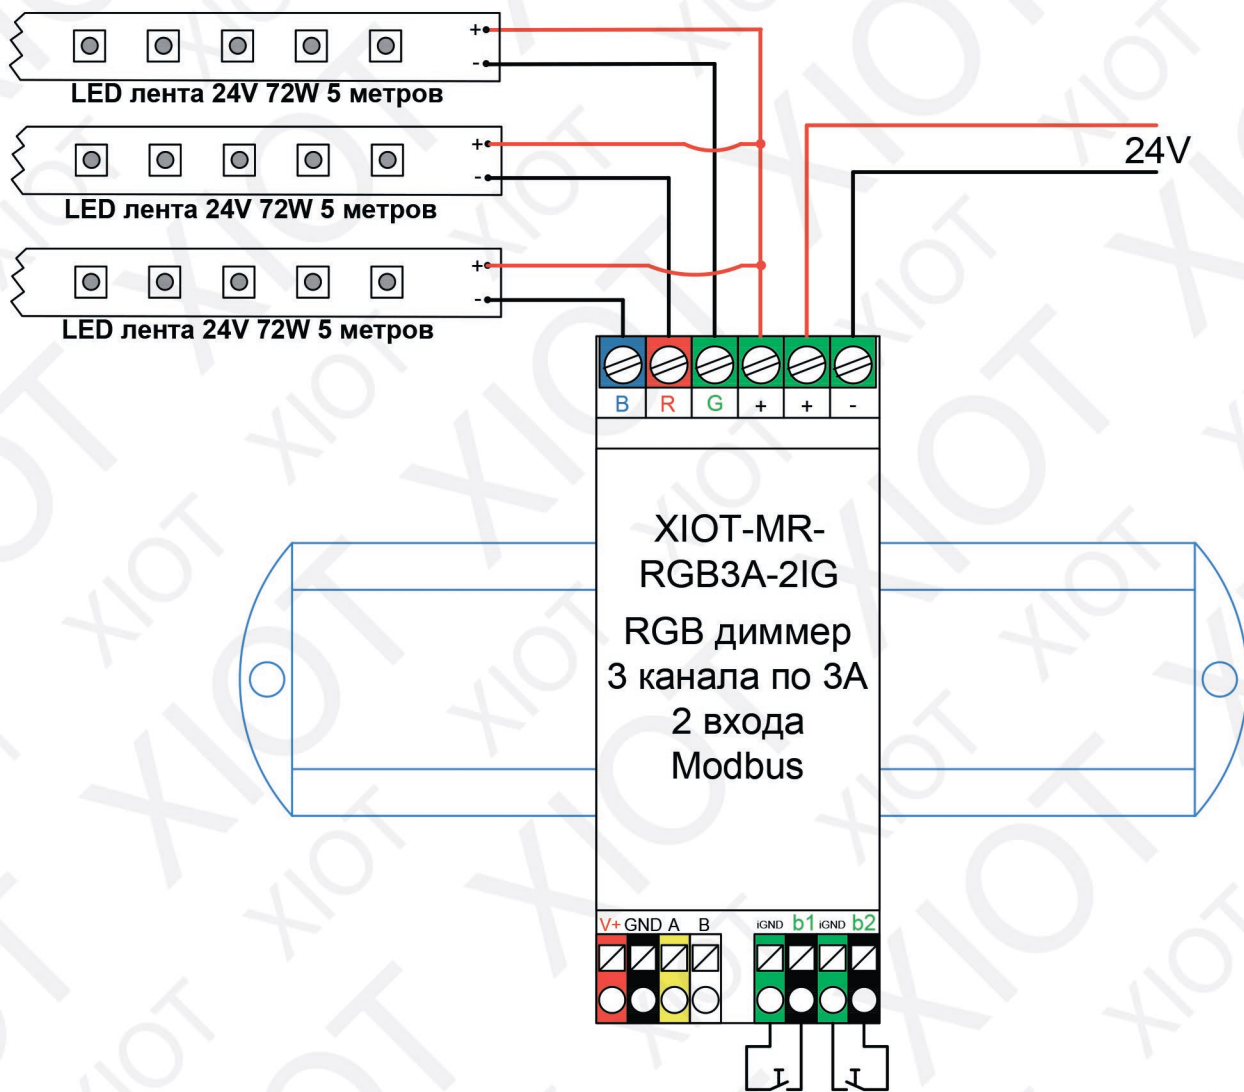 +
-
LED лента 24V 72W 5 метров
+
-
LED лента 24V 72W 5 метров
+
-
LED лента 24V 72W 5 метров
24V
B R G + + -
XIOT-MR-
RGB3A-2IG
RGB диммер
3 канала по 3А
2 входа
Modbus
V+ GND A B iGND b1 iGND b2
XIOT